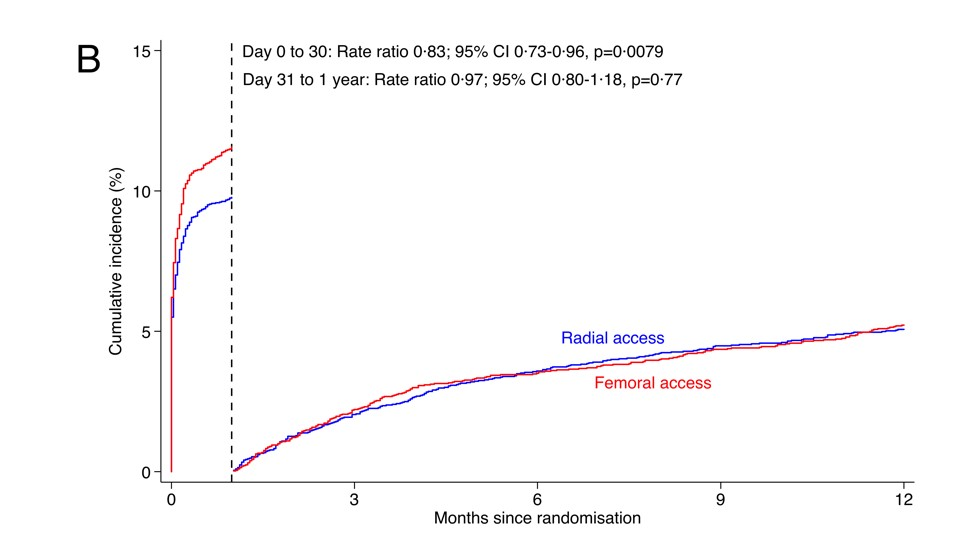 B
Day 0 to 30: Rate ratio 0·83; 95% CI 0·73-0·96, p=0·0079
Day 31 to 1 year: Rate ratio 0·97; 95% CI 0·80-1·18, p=0·77
Cumulative incidence (%)
15
10
5
0
Radial access
Femoral access
0 3 6 9 12
Months since randomisation